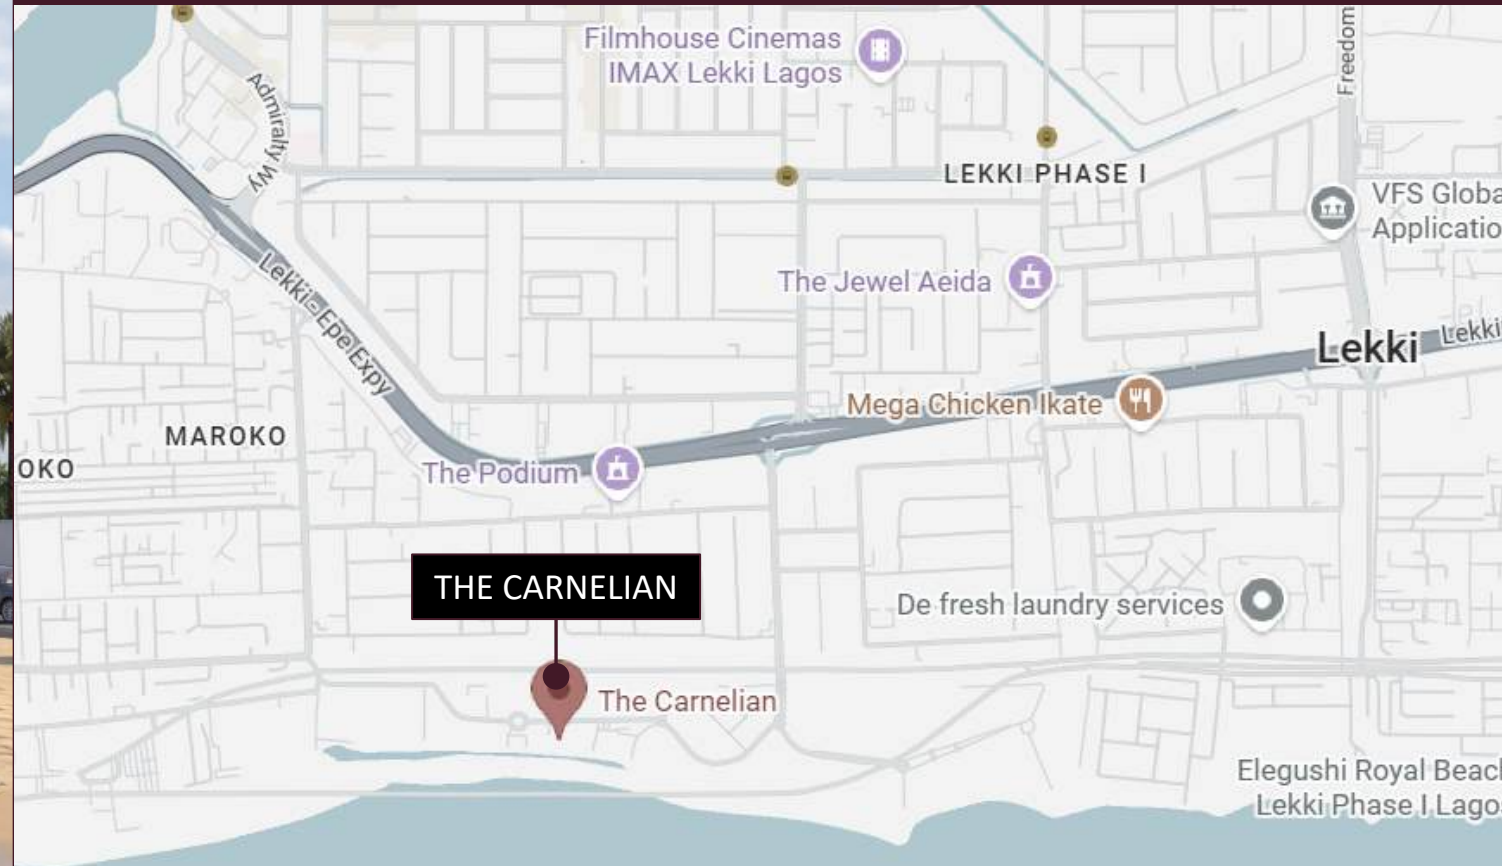 Filmhouse Cinemas
IMAX Lekki Lagos
Freedom
Admiralty Wy
LEKKI PHASE I
VFS Globa
Applicatio
Lekki - Epe Expy
The Jewel Aeida
Lekki
Lekki
Mega Chicken Ikate
MAROKO
OKO
The Podium
THE CARNELIAN
De fresh laundry services
The Carnelian
Elegushi Royal Beach
Lekki Phase I Lagos